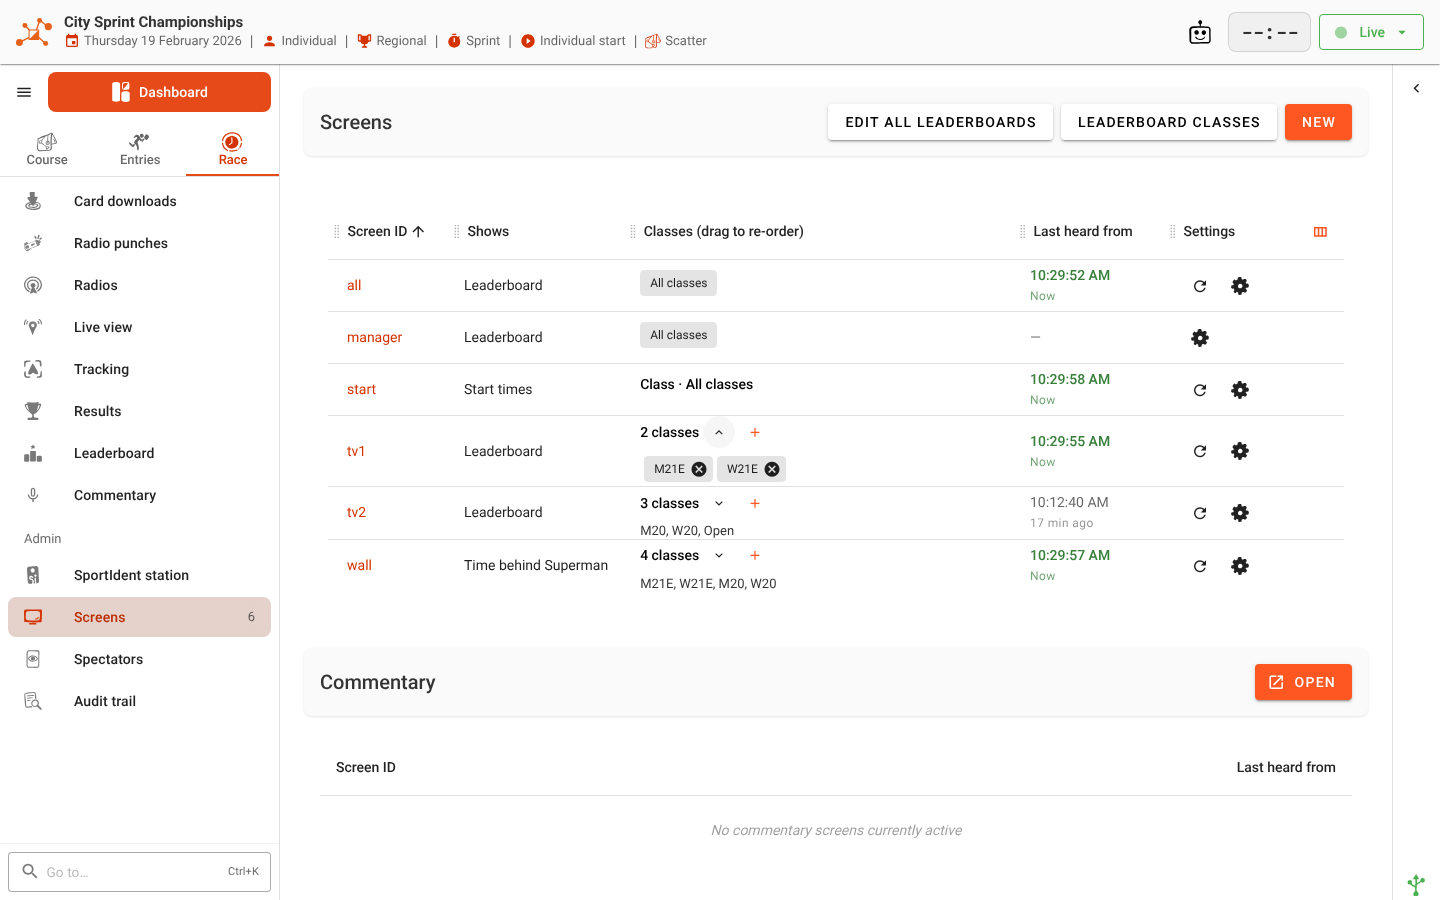 City Sprint Championships
Thursday 19 February 2026 | Individual | Regional | Sprint | Individual start | Scatter
--:--
Live
Dashboard
Course
Entries
Race
Card downloads
Radio punches
Radios
Live view
Tracking
Results
Leaderboard
Commentary
Admin
SportIdent station
Screens 6
Spectators
Audit trail
Go to... Ctrl+K
Screens
EDIT ALL LEADERBOARDS
LEADERBOARD CLASSES
NEW
Screen ID Shows Classes (drag to re-order) Last heard from Settings
all Leaderboard All classes 10:29:52 AM
Now
manager Leaderboard All classes —
start Start times Class · All classes 10:29:58 AM
Now
tv1 Leaderboard 2 classes 10:29:55 AM
M21E W21E Now
tv2 Leaderboard 3 classes 10:12:40 AM
M20, W20, Open 17 min ago
wall Time behind Superman 4 classes 10:29:57 AM
M21E, W21E, M20, W20 Now
Commentary
OPEN
Screen ID Last heard from
No commentary screens currently active